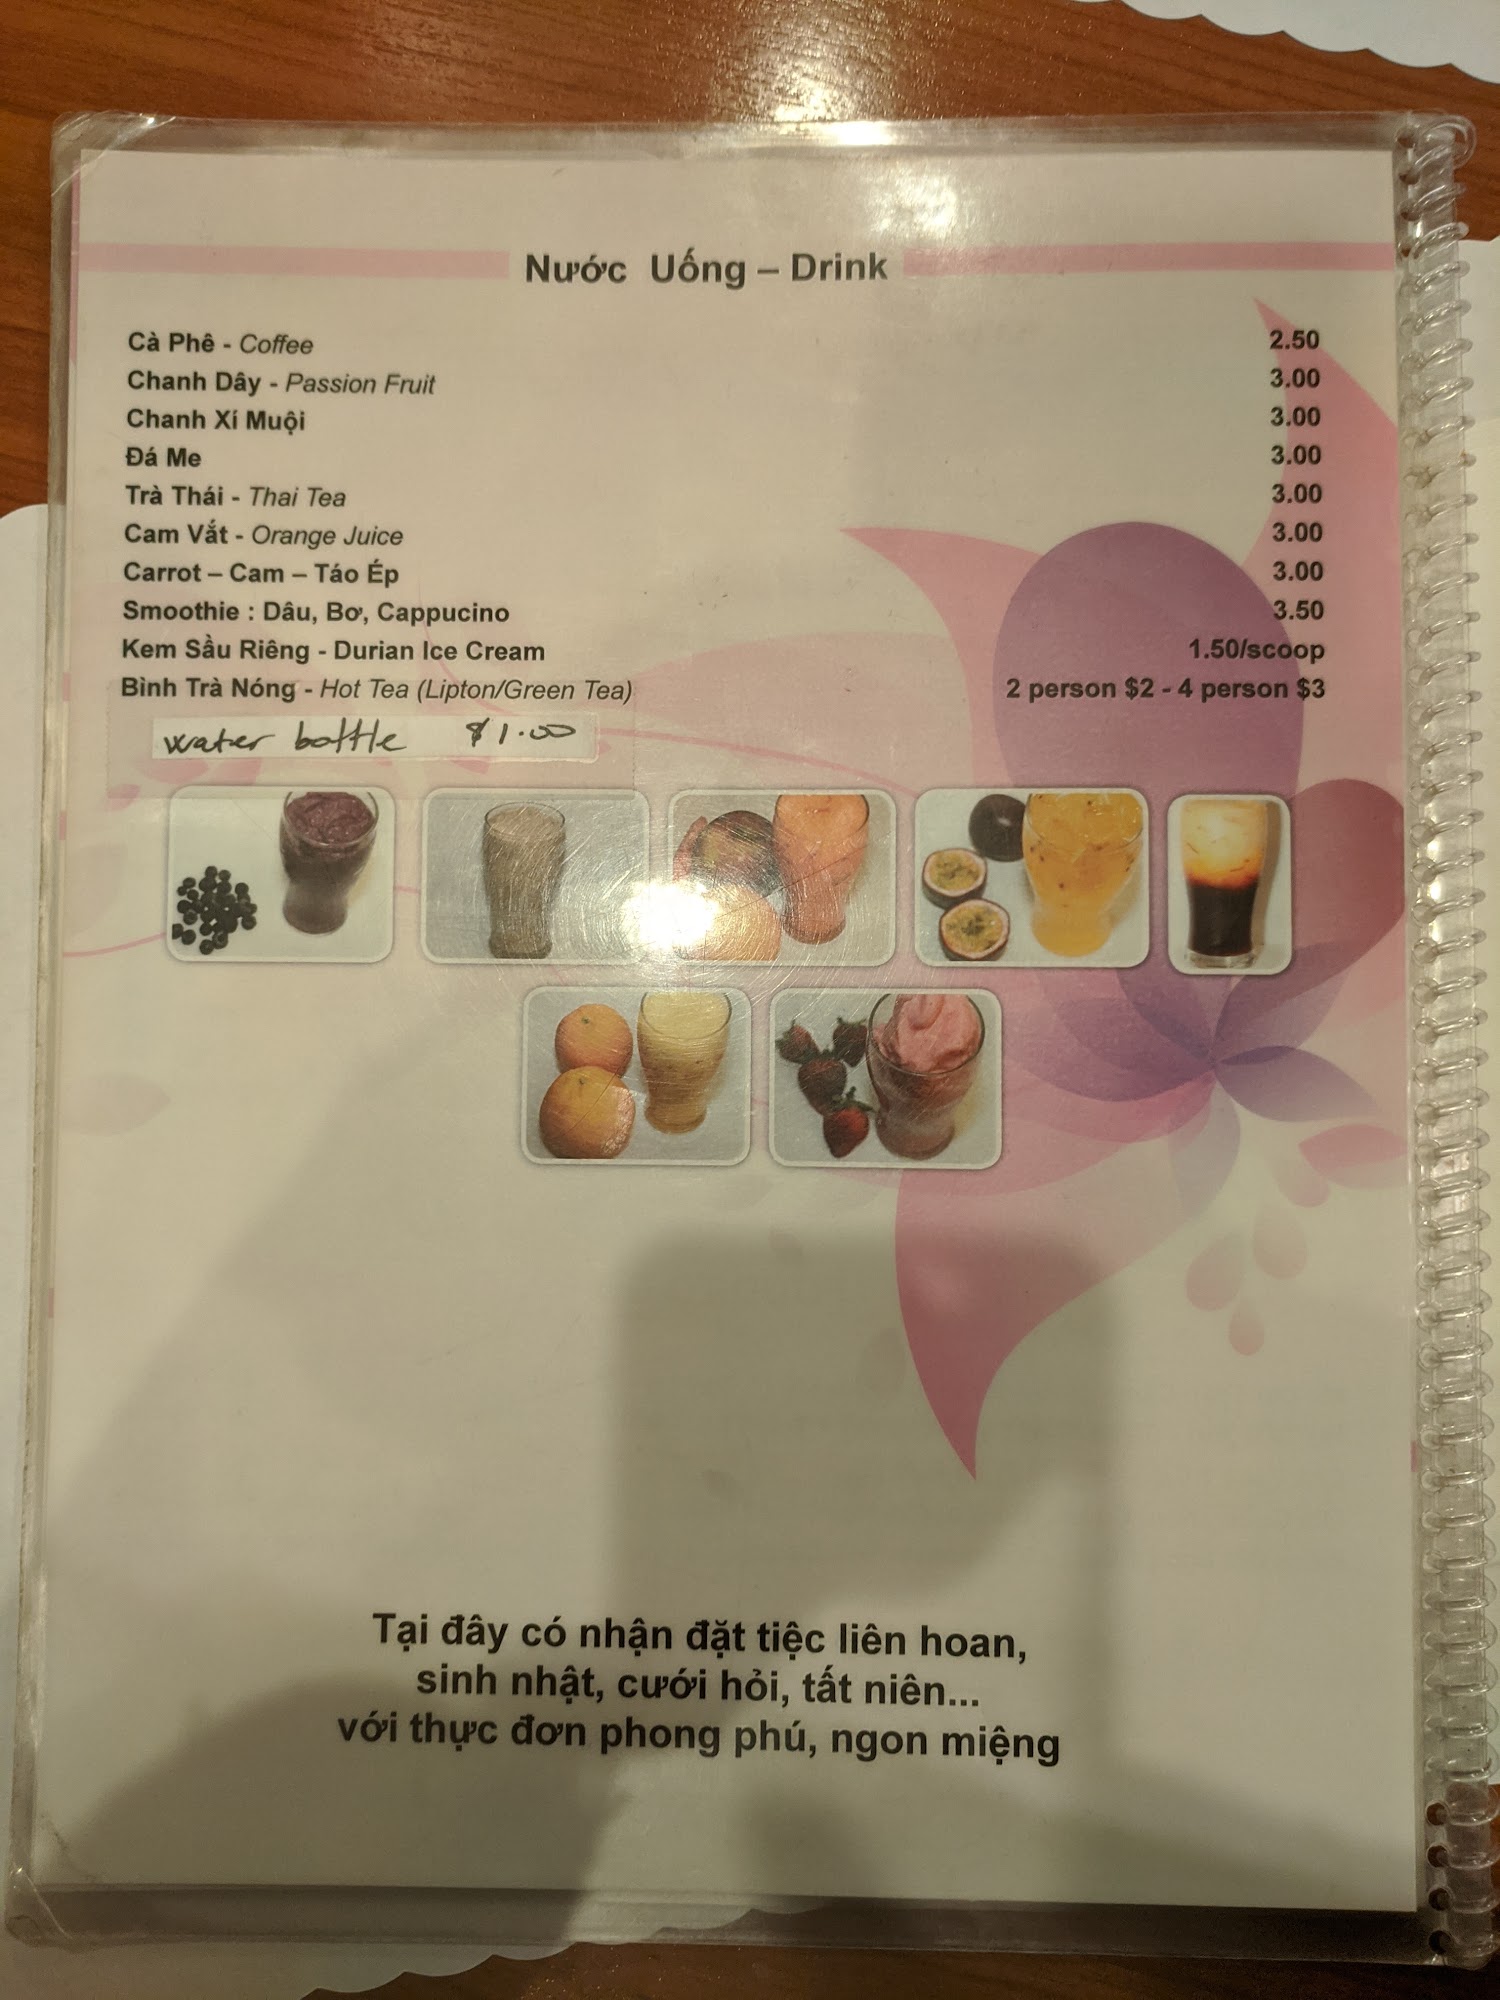 Nước Uống – Drink
Cà Phê - Coffee 2.50
Chanh Dây - Passion Fruit 3.00
Chanh Xí Muội 3.00
Đá Me 3.00
Trà Thái - Thai Tea 3.00
Cam Vắt - Orange Juice 3.00
Carrot – Cam – Táo Ép 3.00
Smoothie : Dâu, Bơ, Cappucino 3.50
Kem Sầu Riêng - Durian Ice Cream 1.50/scoop
Bình Trà Nóng - Hot Tea (Lipton/Green Tea) 2 person $2 - 4 person $3
water bottle $1.00
Tại đây có nhận đặt tiệc liên hoan,
sinh nhật, cưới hỏi, tất niên...
với thực đơn phong phú, ngon miệng